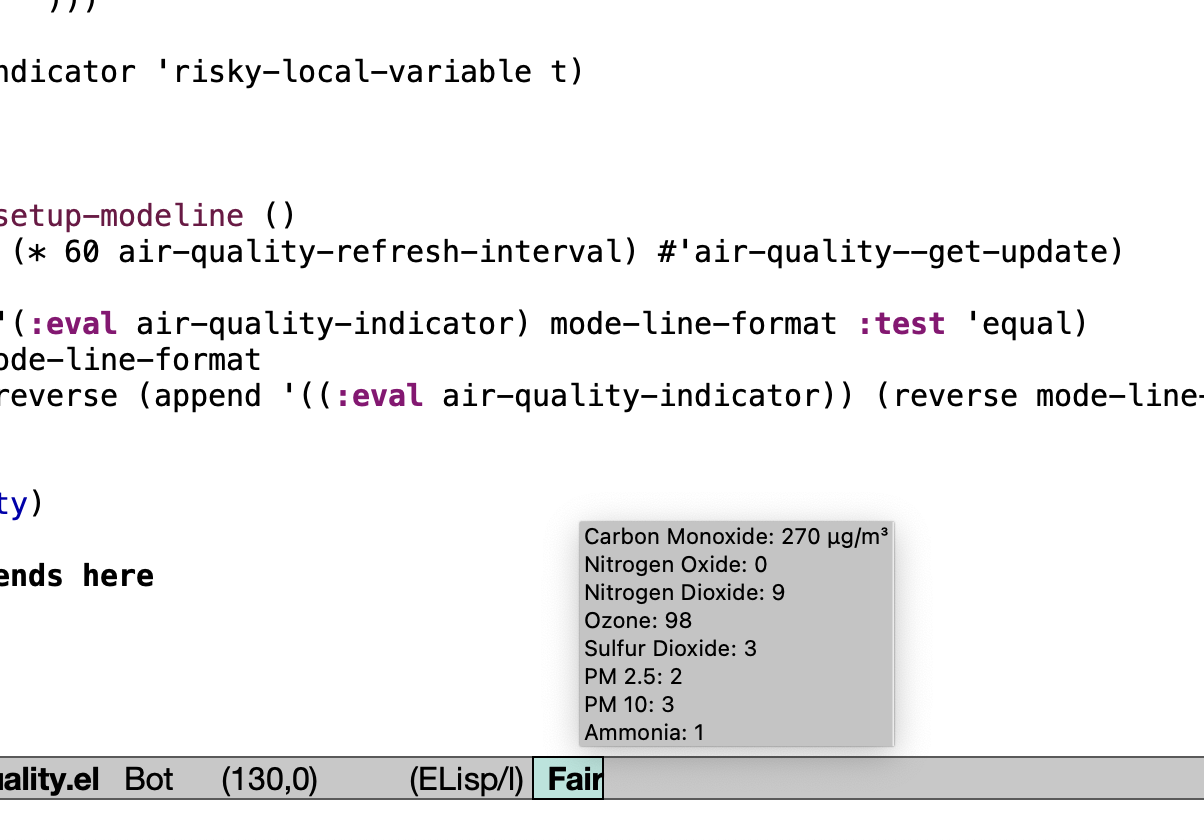 )))
ndicator 'risky-local-variable t)
setup-modeline ()
(* 60 air-quality-refresh-interval) #'air-quality--get-update)
'(:eval air-quality-indicator) mode-line-format :test 'equal)
ode-line-format
reverse (append '((:eval air-quality-indicator)) (reverse mode-line-
ty)
ends here
Carbon Monoxide: 270 µg/m³
Nitrogen Oxide: 0
Nitrogen Dioxide: 9
Ozone: 98
Sulfur Dioxide: 3
PM 2.5: 2
PM 10: 3
Ammonia: 1
uality.el Bot (130,0) (ELisp/l) Fair